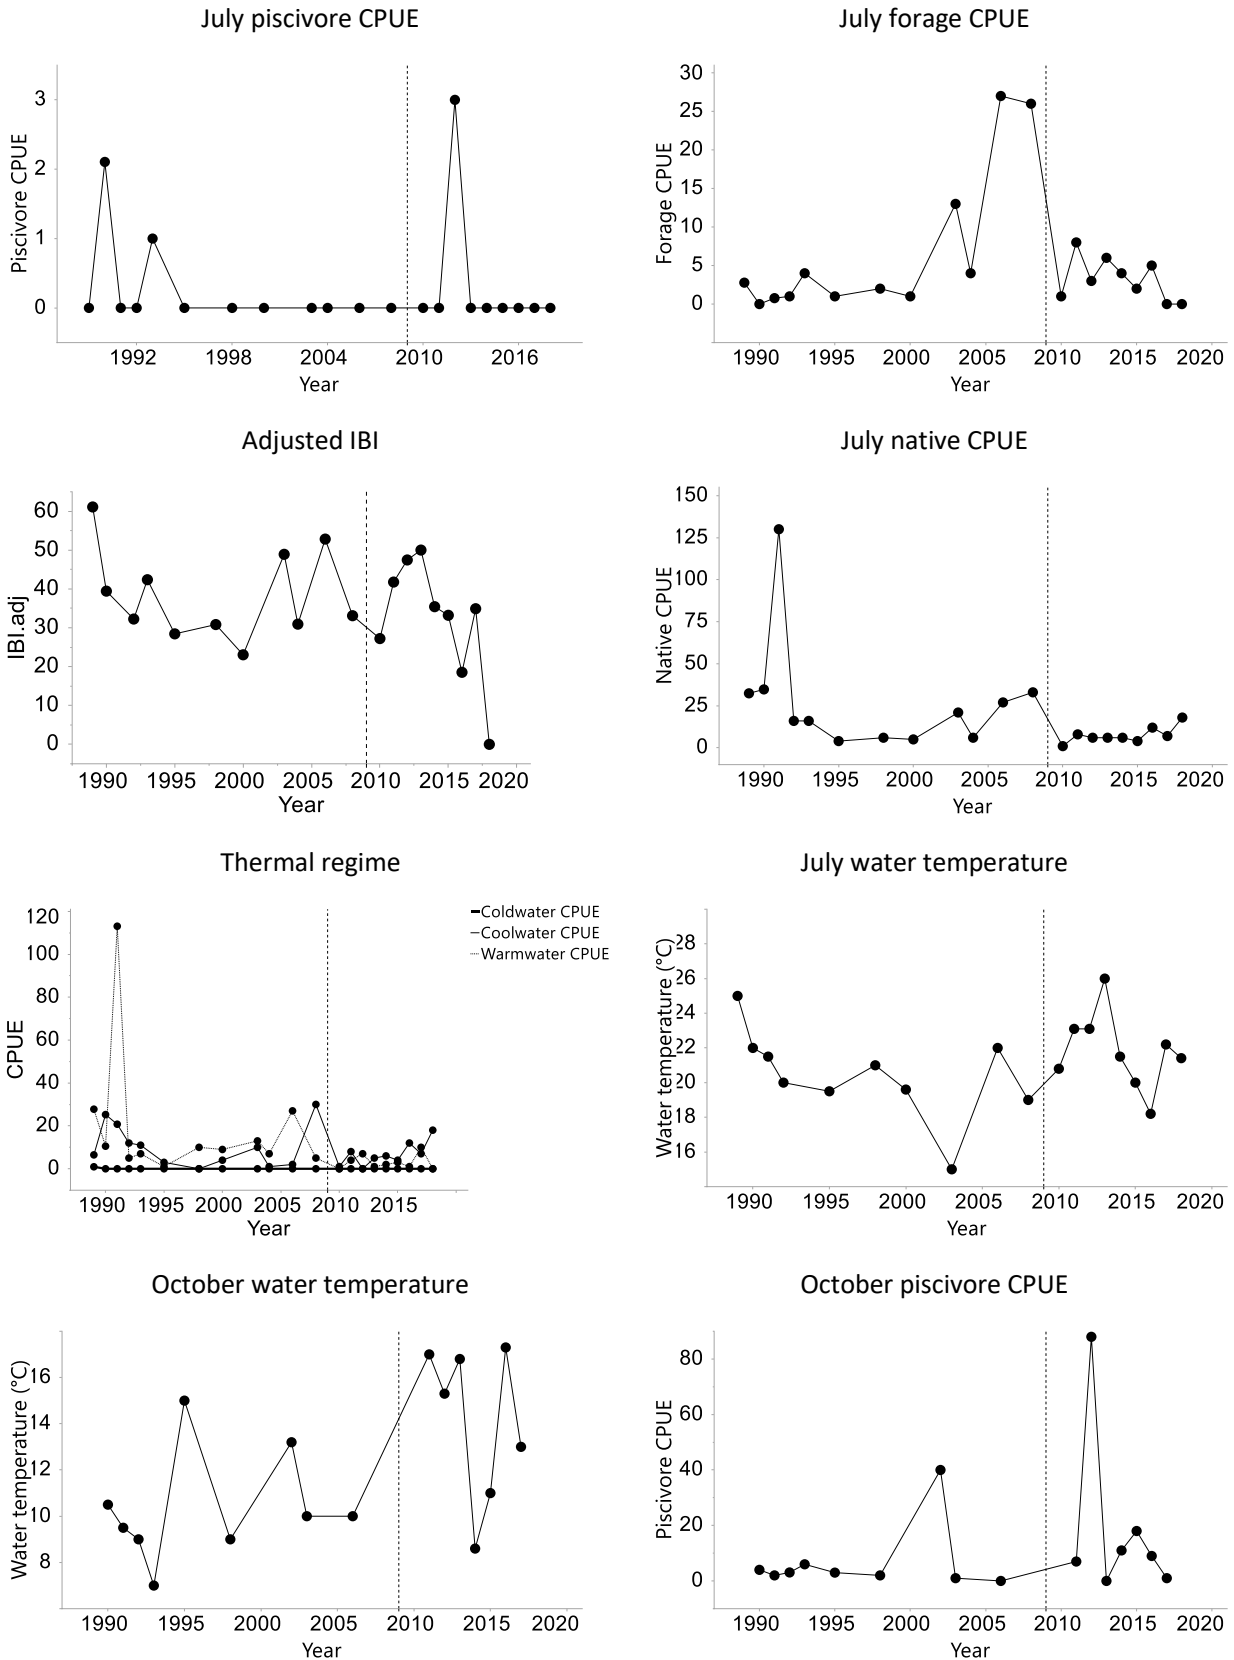 July piscivore CPUE
3
2
1
0
Piscivore CPUE
1992 1998 2004 2010 2016
Year
July forage CPUE
30
25
20
15
10
5
0
Forage CPUE
1990 1995 2000 2005 2010 2015 2020
Year
Adjusted IBI
60
50
40
30
20
10
0
IBI.adj
1990 1995 2000 2005 2010 2015 2020
Year
July native CPUE
150
125
100
75
50
25
0
Native CPUE
1990 1995 2000 2005 2010 2015 2020
Year
Thermal regime
120
100
80
60
40
20
0
CPUE
1990 1995 2000 2005 2010 2015
Year
Coldwater CPUE
Coolwater CPUE
Warmwater CPUE
July water temperature
28
26
24
22
20
18
16
Water temperature (°C)
1990 1995 2000 2005 2010 2015 2020
Year
October water temperature
16
14
12
10
8
Water temperature (°C)
1990 1995 2000 2005 2010 2015 2020
Year
October piscivore CPUE
80
60
40
20
0
Piscivore CPUE
1990 1995 2000 2005 2010 2015 2020
Year